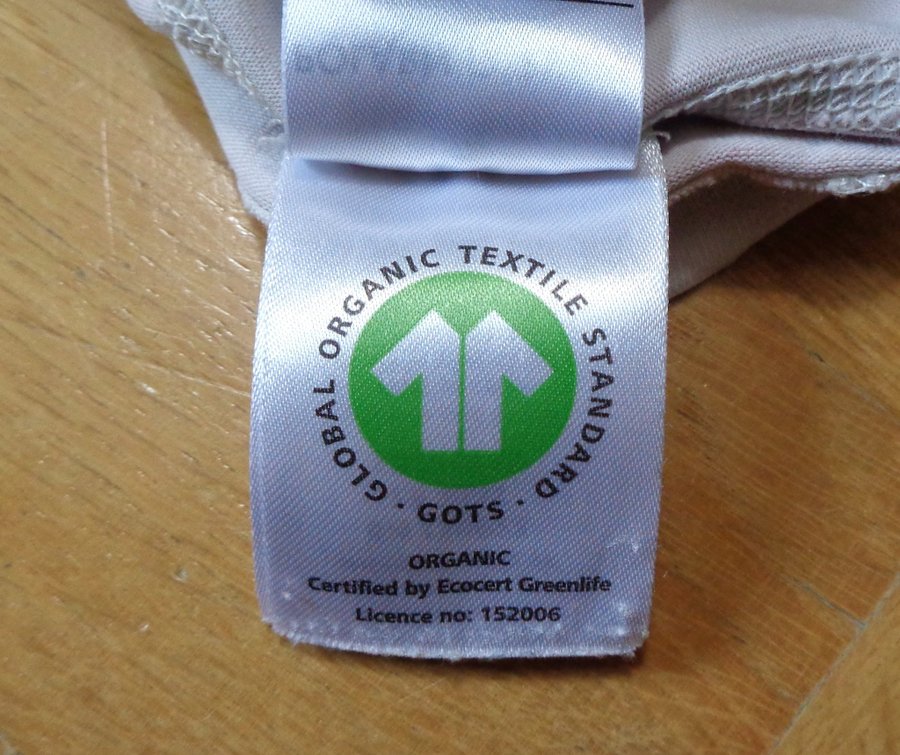 GLOBAL ORGANIC TEXTILE STANDARD · GOTS ·
ORGANIC
Certified by Ecocert Greenlife
Licence no: 152006